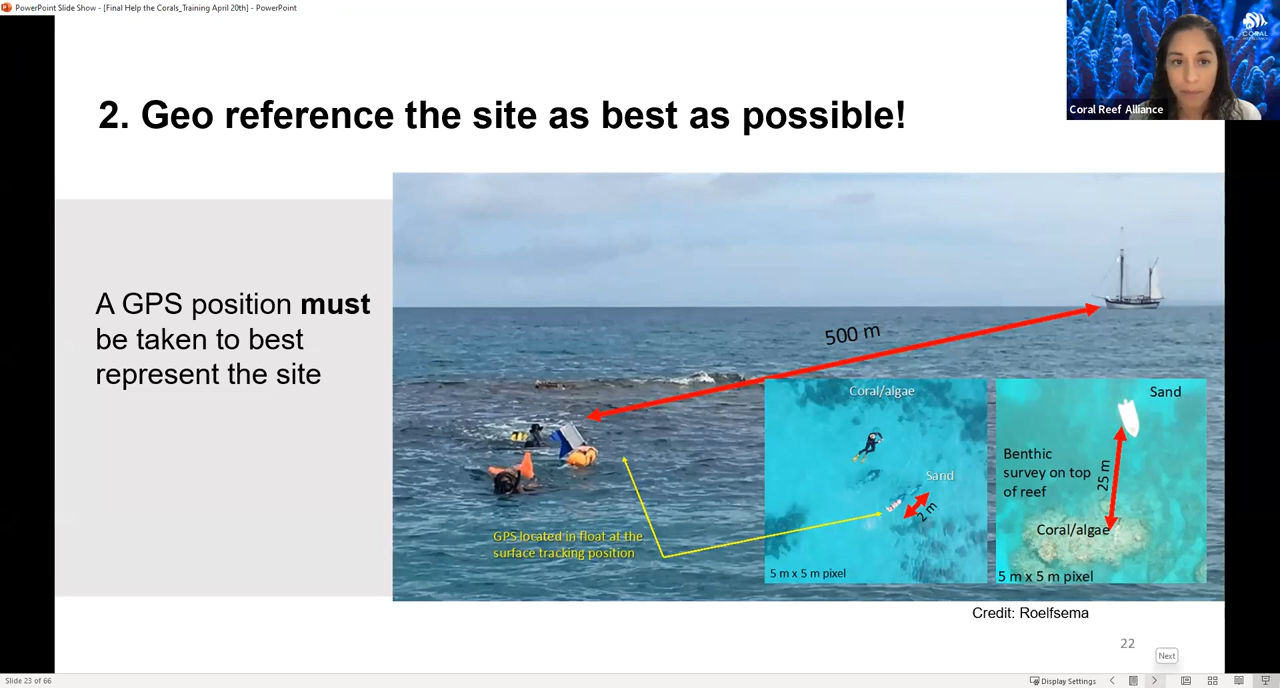 PowerPoint Slide Show - [Final Help the Corals_Training April 20th] - PowerPoint
CORAL
Coral Reef Alliance
2. Geo reference the site as best as possible!
A GPS position must
be taken to best
represent the site
500 m
Coral/algae
Sand
2 m
5 m x 5 m pixel
Sand
Benthic
survey on top
of reef
25 m
Coral/algae
5 m x 5 m pixel
GPS located in float at the
surface tracking position
Credit: Roelfsema
22
Next
Slide 23 of 66
Display Settings